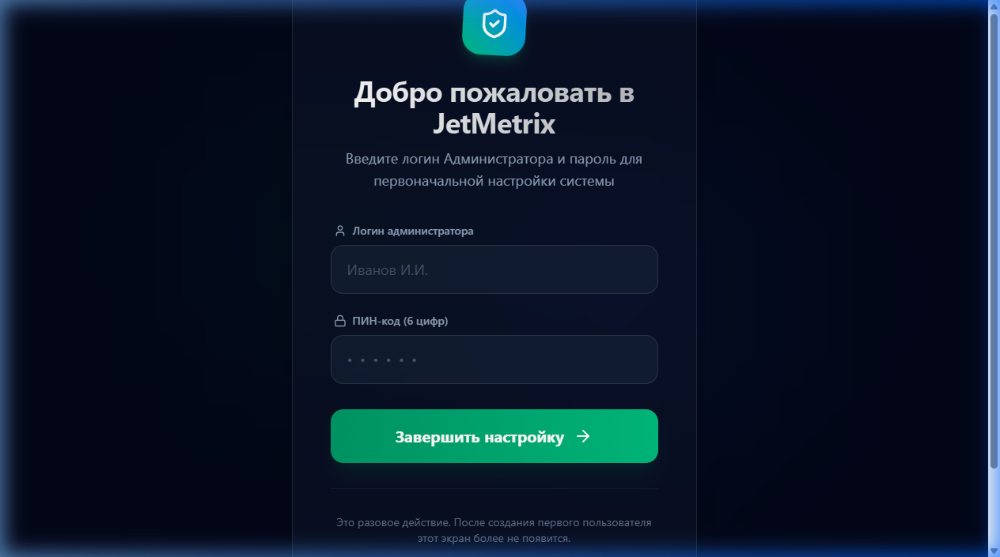 Добро пожаловать в
JetMetrix
Введите логин Администратора и пароль для
первоначальной настройки системы
Логин администратора
Иванов И.И.
ПИН-код (6 цифр)
• • • • • •
Завершить настройку →
Это разовое действие. После создания первого пользователя
этот экран более не появится.